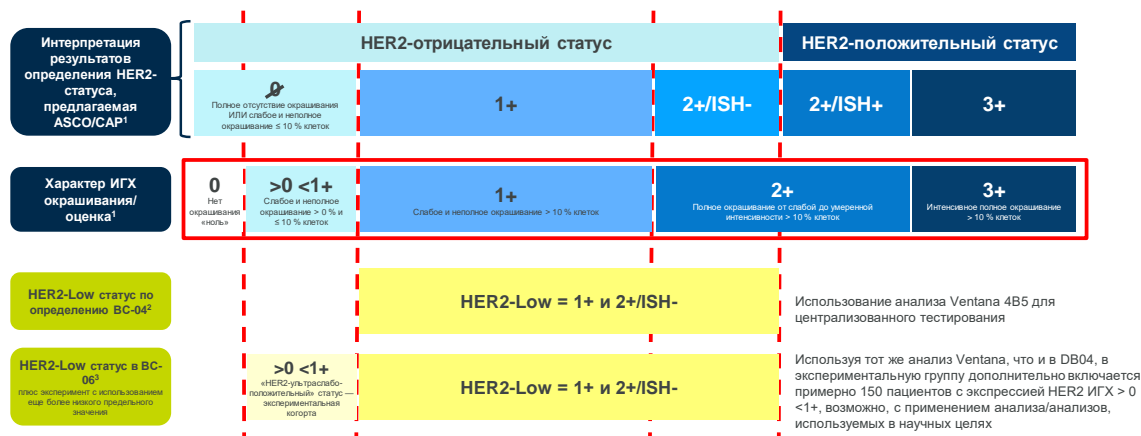 Интерпретация
результатов
определения HER2-
статуса,
предлагаемая
ASCO/CAP¹
HER2-отрицательный статус
HER2-положительный статус
0
Полное отсутствие окрашивания
ИЛИ слабое и неполное
окрашивание ≤ 10 % клеток
1+
2+/ISH-
2+/ISH+
3+
Характер ИГХ
окрашивания/
оценка¹
0
Нет
окрашивания
«ноль»
>0 <1+
Слабое и неполное
окрашивание > 0 % и
≤ 10 % клеток
1+
Слабое и неполное окрашивание > 10 % клеток
2+
Полное окрашивание от слабой до умеренной
интенсивности > 10 % клеток
3+
Интенсивное полное окрашивание
> 10 % клеток
HER2-Low статус по
определению BC-04²
HER2-Low = 1+ и 2+/ISH-
Использование анализа Ventana 4B5 для
централизованного тестирования
HER2-Low статус в BC-
06³
плюс эксперимент с использованием
еще более низкого предельного
значения
>0 <1+
«HER2-ультраслабо-
положительный» статус —
экспериментальная
когорта
HER2-Low = 1+ и 2+/ISH-
Используя тот же анализ Ventana, что и в DB04, в
экспериментальную группу дополнительно включается
примерно 150 пациентов с экспрессией HER2 ИГХ > 0
<1+, возможно, с применением анализа/анализов,
используемых в научных целях